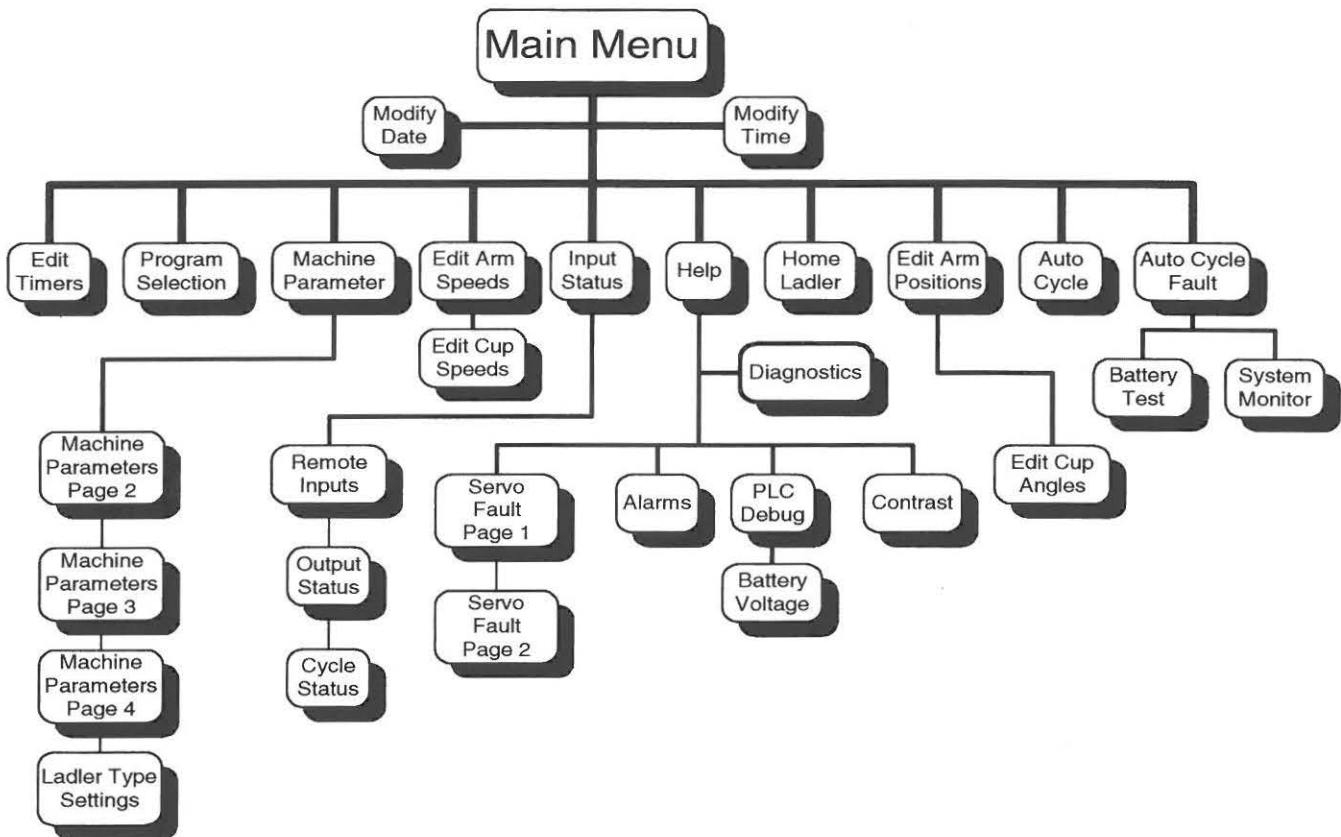 Main Menu
Modify
Date
Modify
Time
Edit
Timers
Program
Selection
Machine
Parameter
Edit Arm
Speeds
Input
Status
Help
Home
Ladler
Edit Arm
Positions
Auto
Cycle
Auto Cycle
Fault
Edit Cup
Speeds
Diagnostics
Battery
Test
System
Monitor
Machine
Parameters
Page 2
Remote
Inputs
Servo
Fault
Page 1
Alarms
PLC
Debug
Contrast
Edit Cup
Angles
Machine
Parameters
Page 3
Output
Status
Servo
Fault
Page 2
Battery
Voltage
Machine
Parameters
Page 4
Cycle
Status
Ladler Type
Settings